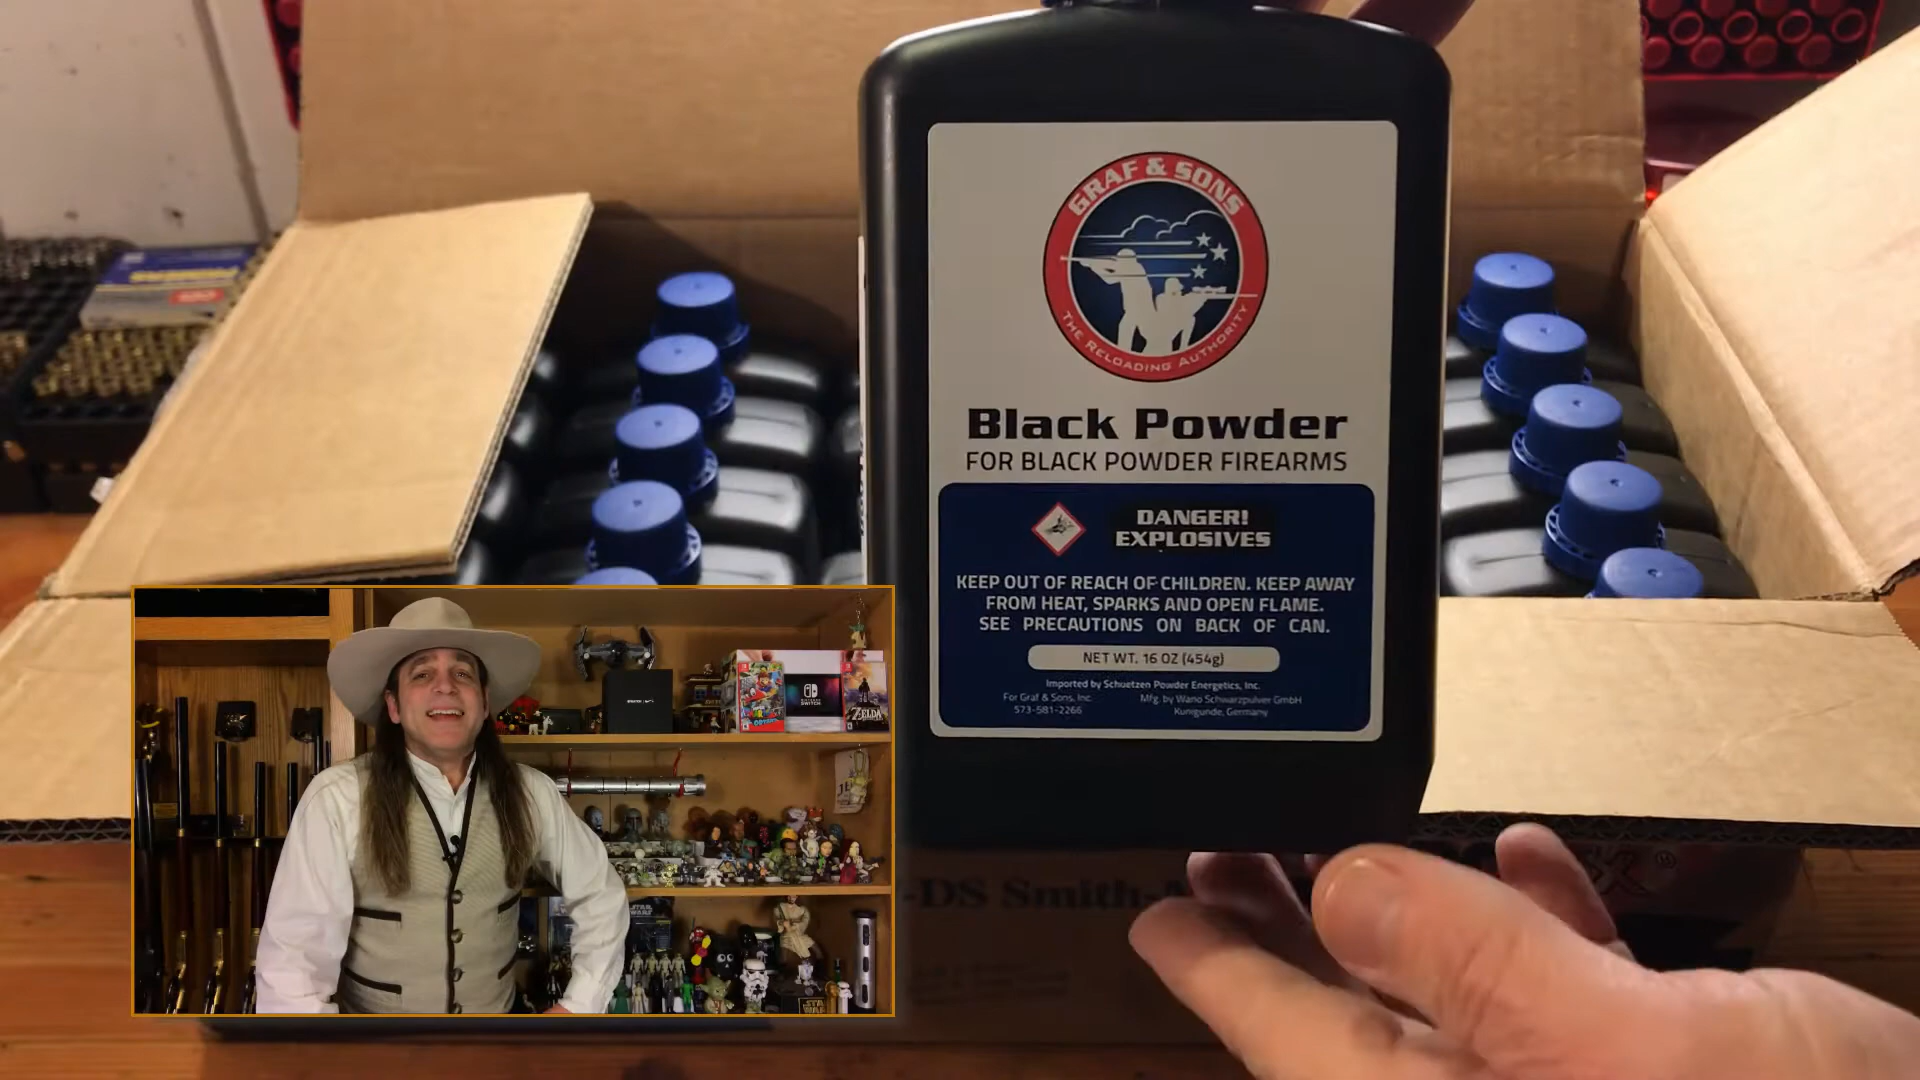 GRAF & SONS
THE RELOADING AUTHORITY
Black Powder
FOR BLACK POWDER FIREARMS
DANGER!
EXPLOSIVES
KEEP OUT OF REACH OF CHILDREN. KEEP AWAY
FROM HEAT, SPARKS AND OPEN FLAME.
SEE PRECAUTIONS ON BACK OF CAN.
NET WT. 16 OZ (454g)
Imported by Schuetzen Powder Energetics, Inc.
For Graf & Sons, Inc.
573-581-2266
Mfg. by Wano Schwarzpulver GmbH
Kunigunde, Germany
-DS Smith-
SWITCH
ZELDA
STAR
WARS
STAR
WARS